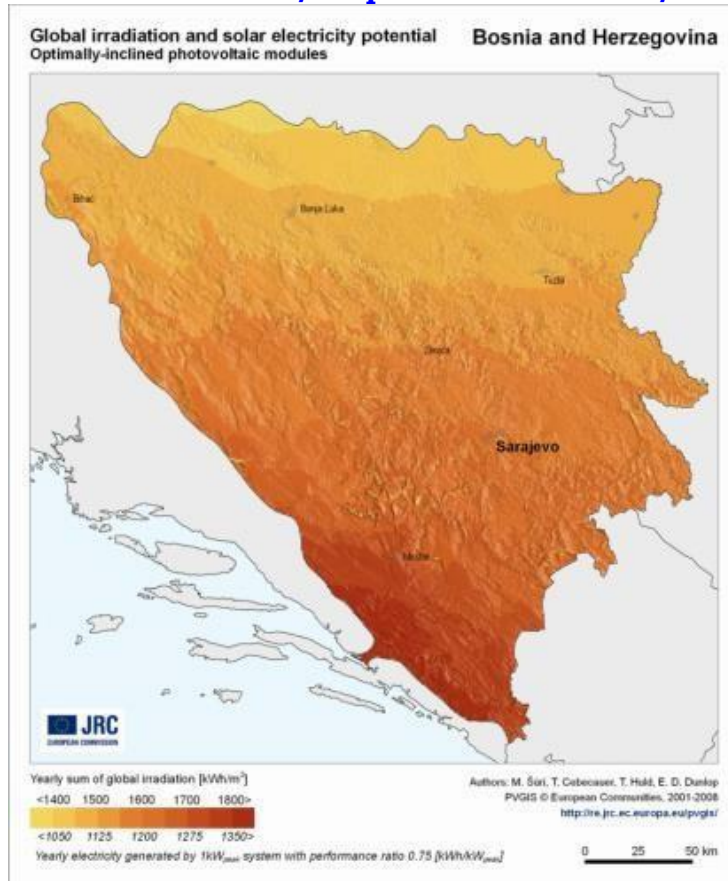 Global irradiation and solar electricity potential
Optimally-inclined photovoltaic modules
Bosnia and Herzegovina
Bihac
Banja Luka
Tuzla
Zenica
Sarajevo
Mostar
JRC
EUROPEAN COMMISSION
Yearly sum of global irradiation [kWh/m²]
<1400 1500 1600 1700 1800>
<1050 1125 1200 1275 1350>
Yearly electricity generated by 1kWpeak system with performance ratio 0.75 [kWh/kWpeak]
Authors: M. Šúri, T. Cebecauer, T. Huld, E. D. Dunlop
PVGIS © European Communities, 2001-2008
http://re.jrc.ec.europa.eu/pvgis/
0 25 50 km